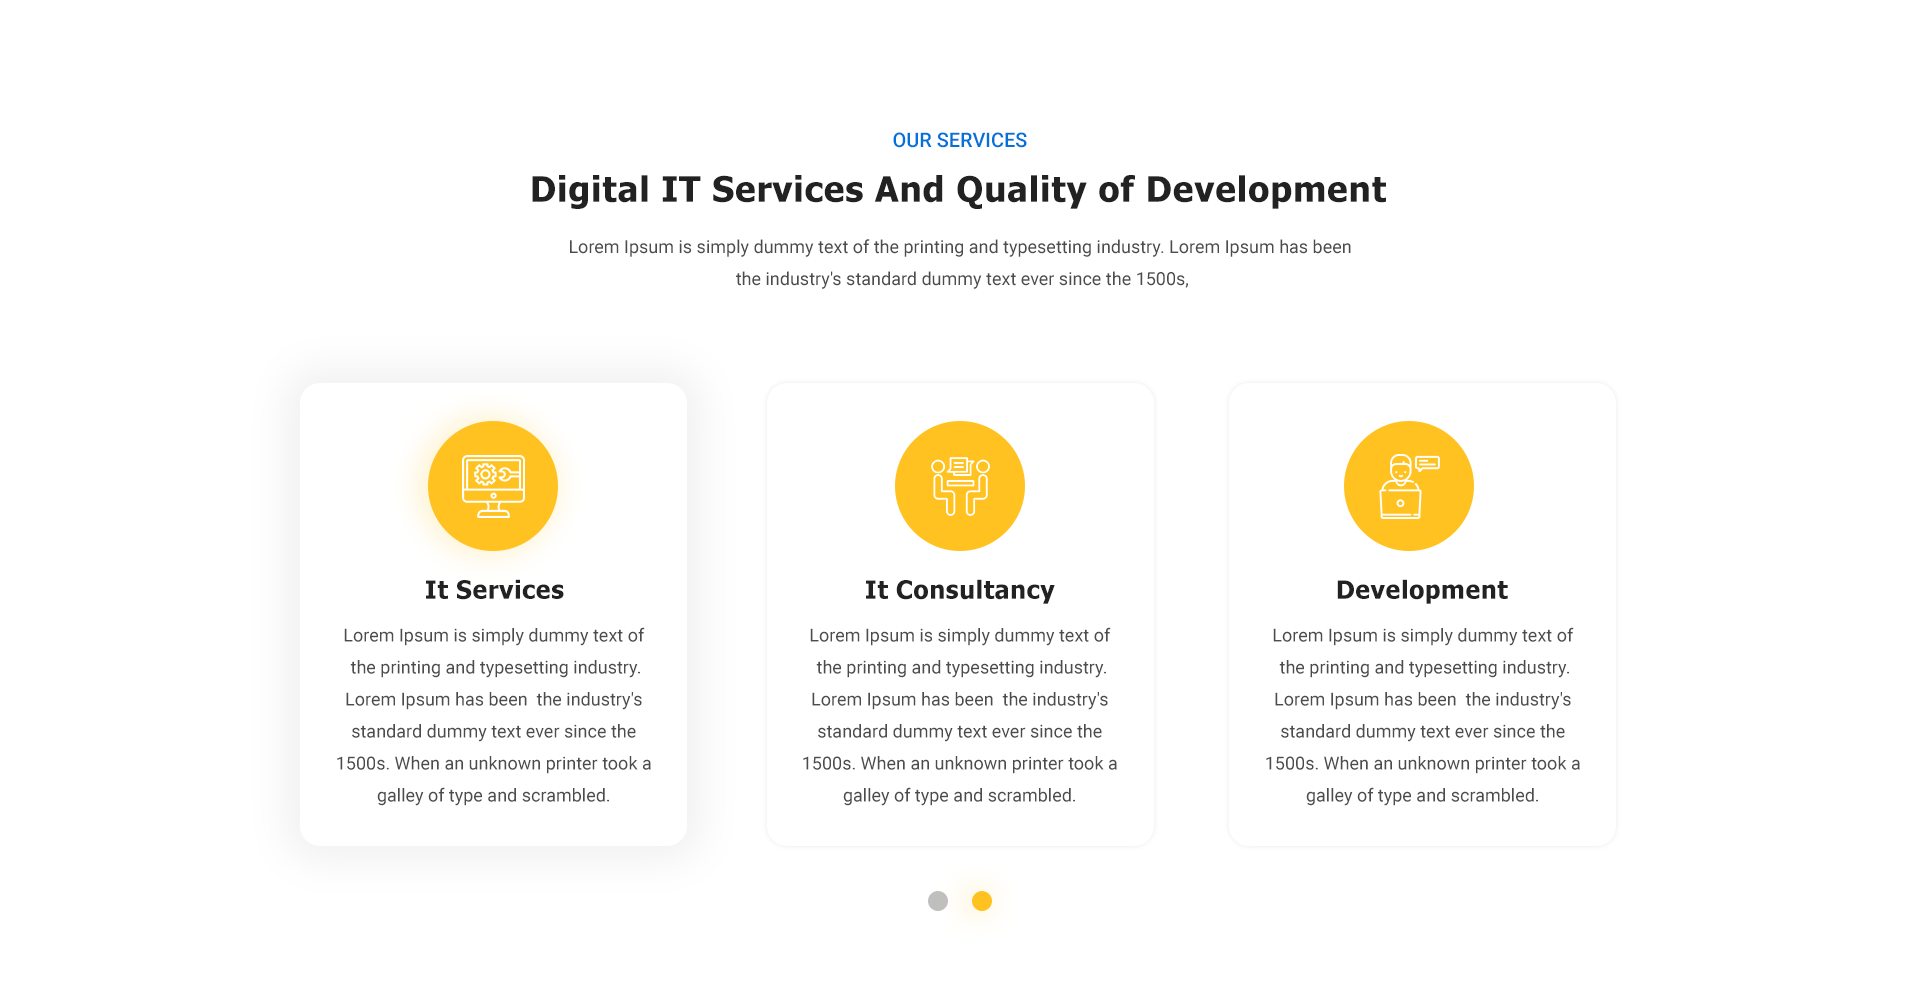 OUR SERVICES
Digital IT Services And Quality of Development
Lorem Ipsum is simply dummy text of the printing and typesetting industry. Lorem Ipsum has been
the industry's standard dummy text ever since the 1500s,
It Services
Lorem Ipsum is simply dummy text of
the printing and typesetting industry.
Lorem Ipsum has been  the industry's
standard dummy text ever since the
1500s. When an unknown printer took a
galley of type and scrambled.
It Consultancy
Lorem Ipsum is simply dummy text of
the printing and typesetting industry.
Lorem Ipsum has been  the industry's
standard dummy text ever since the
1500s. When an unknown printer took a
galley of type and scrambled.
Development
Lorem Ipsum is simply dummy text of
the printing and typesetting industry.
Lorem Ipsum has been  the industry's
standard dummy text ever since the
1500s. When an unknown printer took a
galley of type and scrambled.